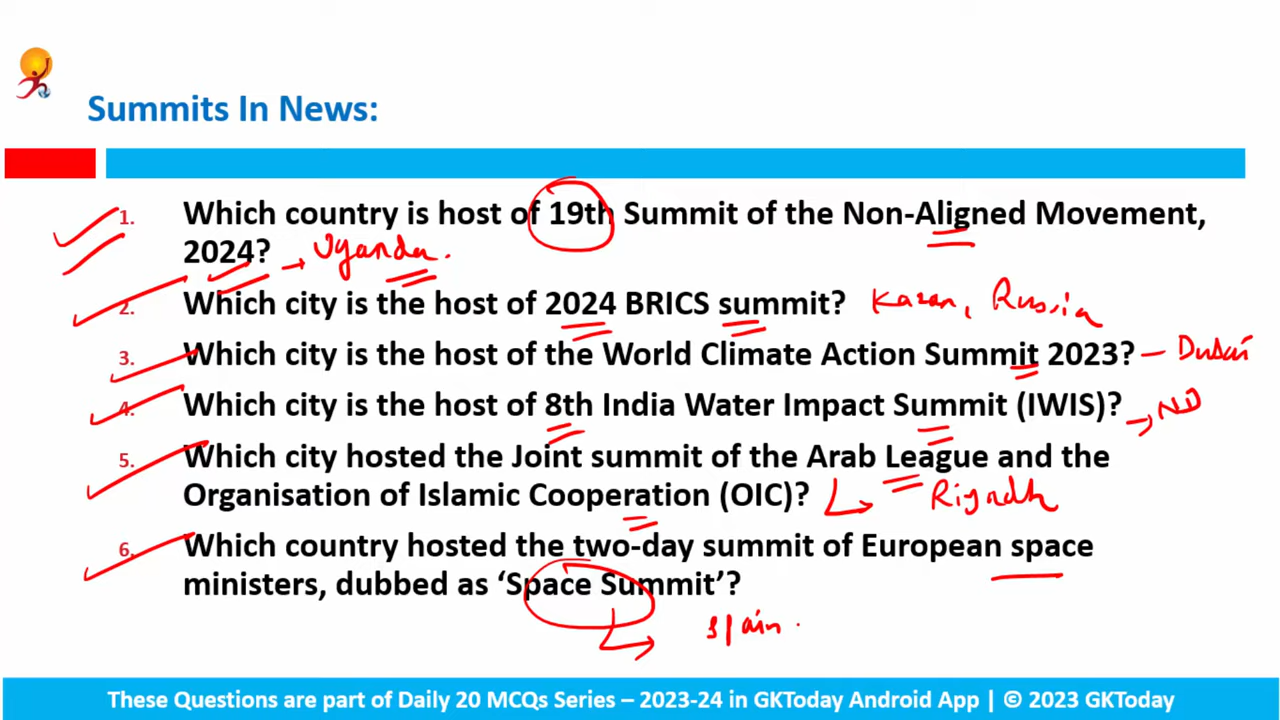 Summits In News:
1. Which country is host of 19th Summit of the Non-Aligned Movement,
2024? → Uganda.
2. Which city is the host of 2024 BRICS summit? Kazan, Russia
3. Which city is the host of the World Climate Action Summit 2023? – Dubai
4. Which city is the host of 8th India Water Impact Summit (IWIS)? → ND
5. Which city hosted the Joint summit of the Arab League and the
Organisation of Islamic Cooperation (OIC)? → Riyadh
6. Which country hosted the two-day summit of European space
ministers, dubbed as ‘Space Summit’?
→ Spain.
These Questions are part of Daily 20 MCQs Series – 2023-24 in GKToday Android App | © 2023 GKToday